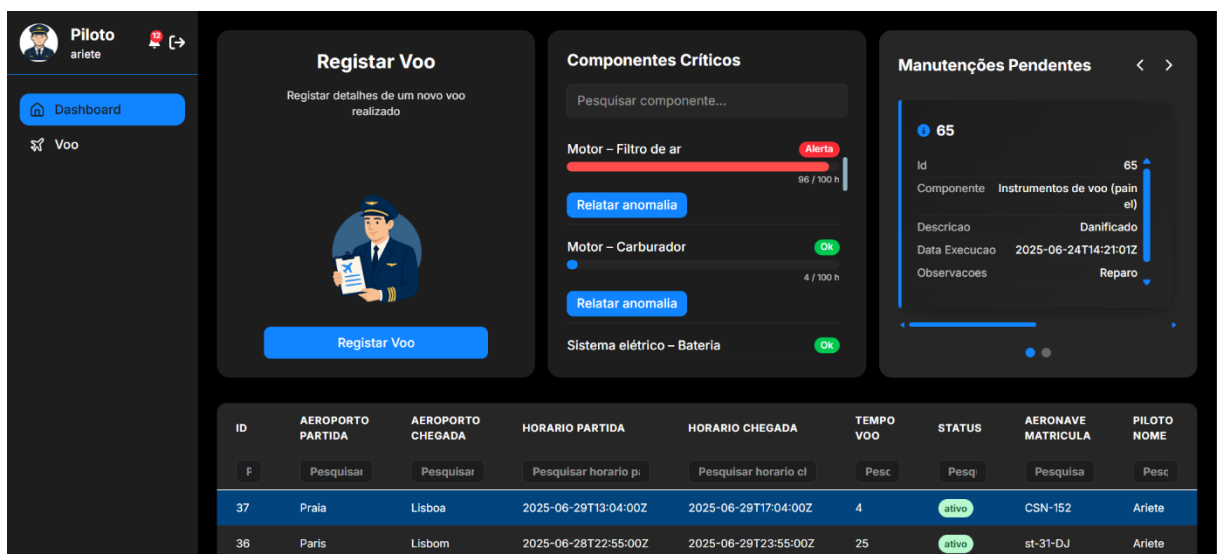 Piloto
ariete
12
Dashboard
Voo
Registar Voo
Registar detalhes de um novo voo
realizado
Registar Voo
Componentes Críticos
Pesquisar componente...
Motor – Filtro de ar
Alerta
96 / 100 h
Relatar anomalia
Motor – Carburador
Ok
4 / 100 h
Relatar anomalia
Sistema elétrico – Bateria
Ok
Manutenções Pendentes
65
Id 65
Componente Instrumentos de voo (pain
el)
Descricao Danificado
Data Execucao 2025-06-24T14:21:01Z
Observacoes Reparo
ID AEROPORTO PARTIDA AEROPORTO CHEGADA HORARIO PARTIDA HORARIO CHEGADA TEMPO VOO STATUS AERONAVE MATRICULA PILOTO NOME
P Pesquisar Pesquisar Pesquisar horario p Pesquisar horario cl Pesc Pesq Pesquisa Pesc
37 Praia Lisboa 2025-06-29T13:04:00Z 2025-06-29T17:04:00Z 4 ativo CSN-152 Ariete
36 Paris Lisbom 2025-06-28T22:55:00Z 2025-06-29T23:55:00Z 25 ativo st-31-DJ Ariete